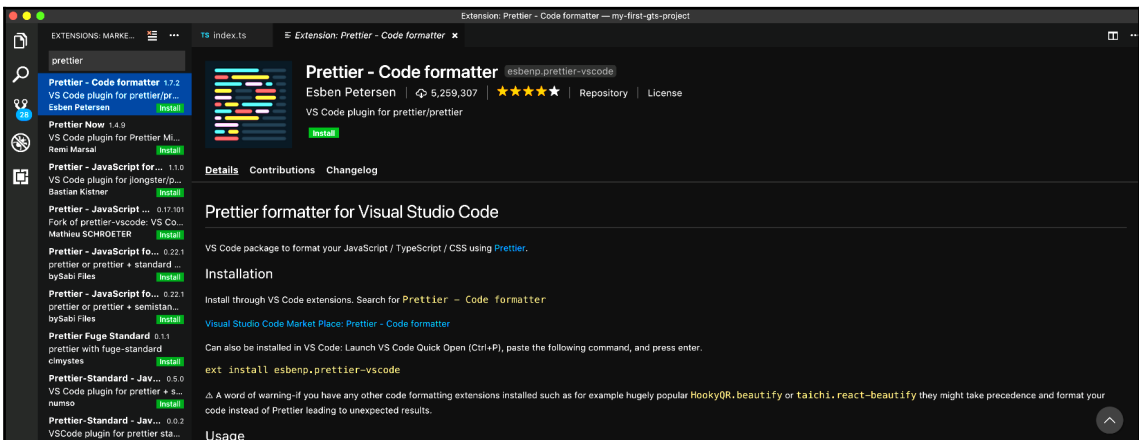 Extension: Prettier - Code formatter — my-first-gts-project
EXTENSIONS: MARKE...
TS index.ts
Extension: Prettier - Code formatter ×
prettier
Prettier - Code formatter 1.7.2
VS Code plugin for prettier/pr...
Esben Petersen Install
Prettier Now 1.4.9
VS Code plugin for Prettier Mi...
Remi Marsal Install
Prettier - JavaScript for... 1.1.0
VS Code plugin for jlongster/p...
Bastian Kistner Install
Prettier - JavaScript ... 0.17.101
Fork of prettier-vscode: VS Co...
Mathieu SCHROETER Install
Prettier - JavaScript fo... 0.22.1
prettier or prettier + standard ...
bySabi Files Install
Prettier - JavaScript fo... 0.22.1
prettier or prettier + semistan...
bySabi Files Install
Prettier Fuge Standard 0.1.1
prettier with fuge-standard
clmystes Install
Prettier-Standard - Jav... 0.5.0
VS Code plugin for prettier + s...
numso Install
Prettier-Standard - Jav... 0.0.2
VSCode plugin for prettier sta...
28
Prettier - Code formatter esbenp.prettier-vscode
Esben Petersen | 5,259,307 | ★★★★★ | Repository | License
VS Code plugin for prettier/prettier
Install
Details Contributions Changelog
Prettier formatter for Visual Studio Code
VS Code package to format your JavaScript / TypeScript / CSS using Prettier.
Installation
Install through VS Code extensions. Search for Prettier - Code formatter
Visual Studio Code Market Place: Prettier - Code formatter
Can also be installed in VS Code: Launch VS Code Quick Open (Ctrl+P), paste the following command, and press enter.
ext install esbenp.prettier-vscode
⚠ A word of warning-if you have any other code formatting extensions installed such as for example hugely popular HookyQR.beautify or taichi.react-beautify they might take precedence and format your
code instead of Prettier leading to unexpected results.
Usage